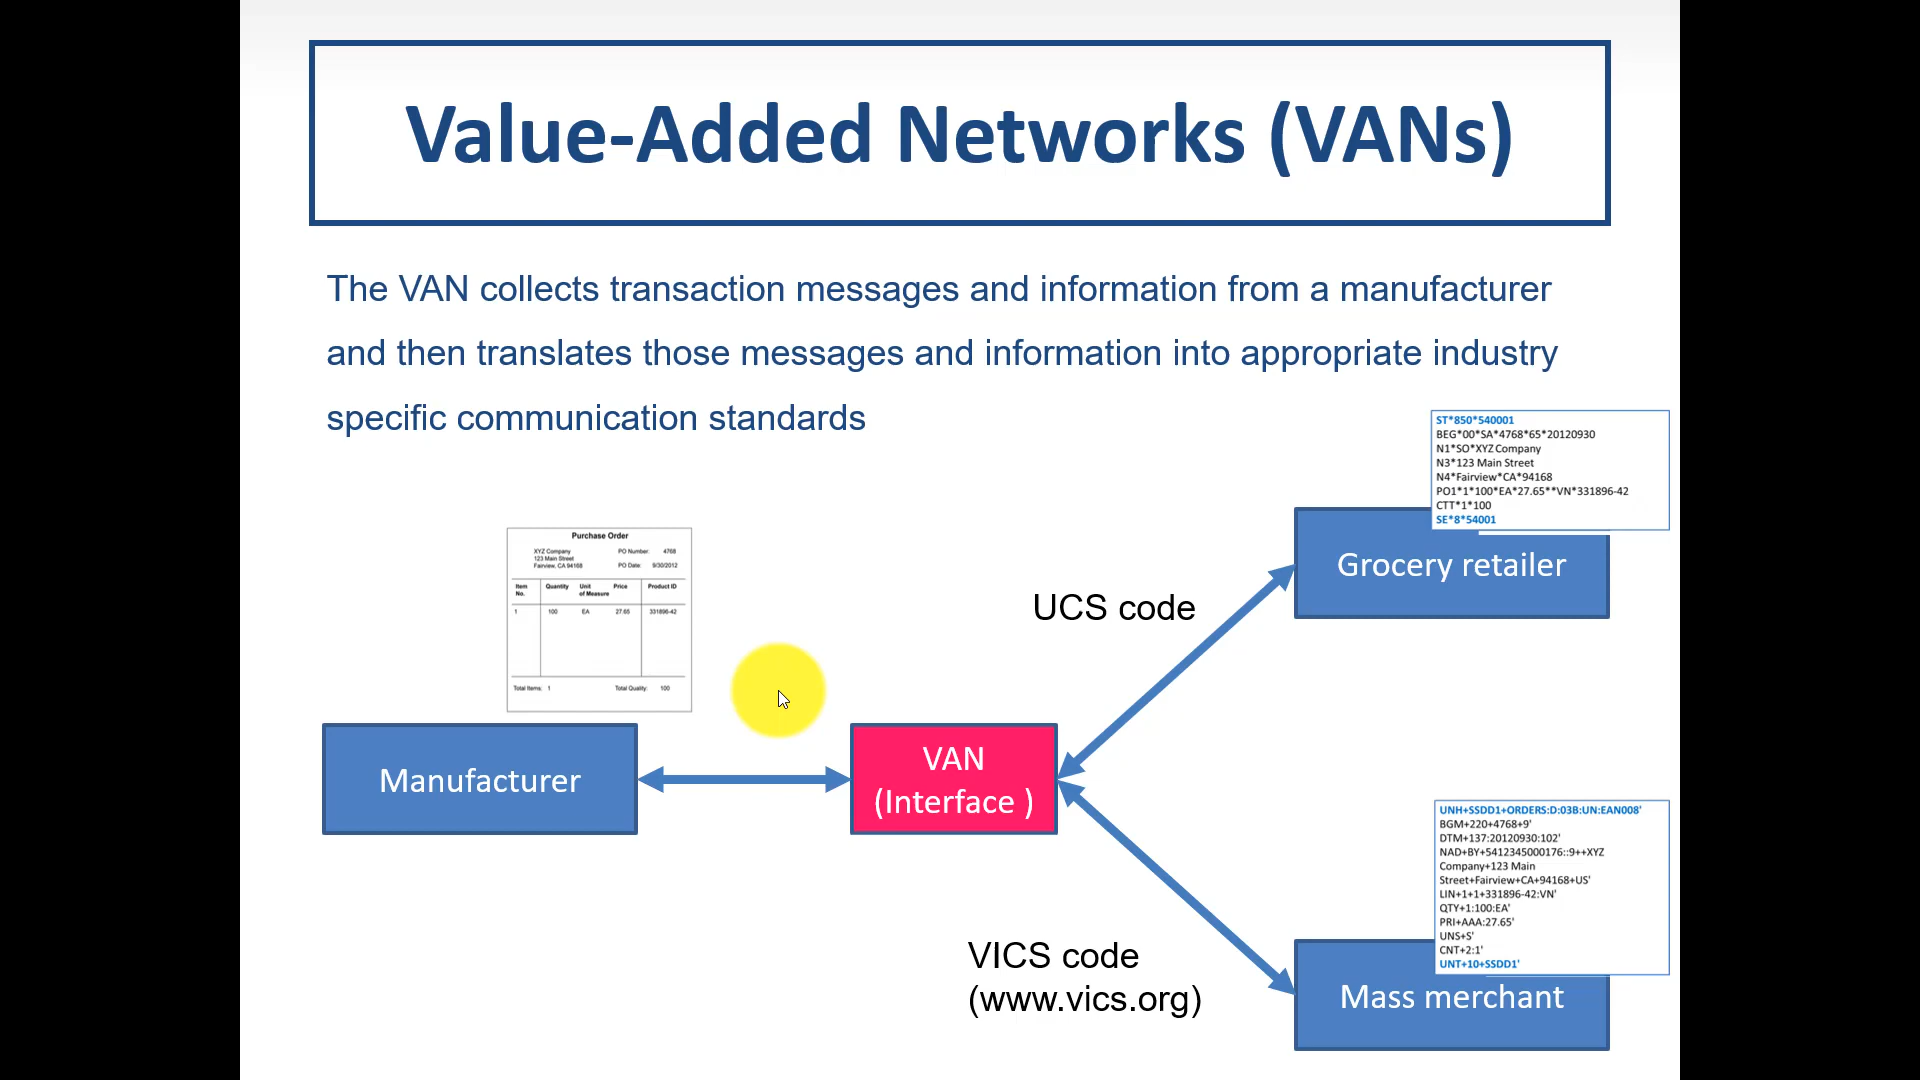 Value-Added Networks (VANs)
The VAN collects transaction messages and information from a manufacturer
and then translates those messages and information into appropriate industry
specific communication standards
ST*850*540001
BEG*00*SA*4768*65*20120930
N1*SO*XYZ Company
N3*123 Main Street
N4*Fairview*CA*94168
PO1*1*100*EA*27.65**VN*331896-42
CTT*1*100
SE*8*54001
Grocery retailer
UCS code
Purchase Order
XYZ Company PO Number: 4768
123 Main Street
Fairview, CA 94168 PO Date: 9/30/2012
Item No. Quantity Unit of Measure Price Product ID
1 100 EA 27.65 331896-42
Total Items: 1 Total Quality: 100
Manufacturer
VAN
(Interface )
VICS code
(www.vics.org)
UNH+SSDD1+ORDERS:D:03B:UN:EAN008'
BGM+220+4768+9'
DTM+137:20120930:102'
NAD+BY+5412345000176::9++XYZ
Company+123 Main
Street+Fairview+CA+94168+US'
LIN+1+1+331896-42:VN'
QTY+1:100:EA'
PRI+AAA:27.65'
UNS+S'
CNT+2:1'
UNT+10+SSDD1'
Mass merchant